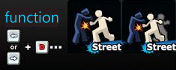 function
or + D ...
Street Street